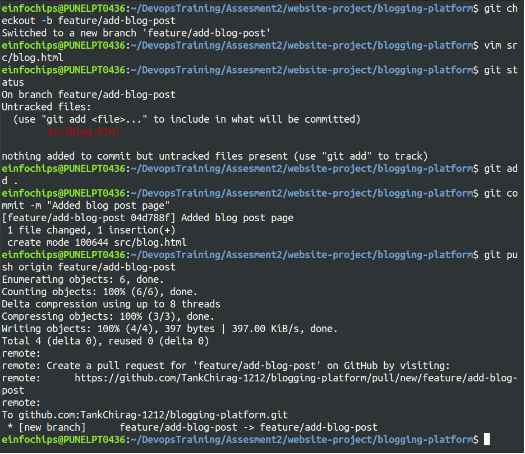 einfochips@PUNELPT0436:~/DevopsTraining/Assesment2/website-project/blogging-platform$ git ch
eckout -b feature/add-blog-post
Switched to a new branch 'feature/add-blog-post'
einfochips@PUNELPT0436:~/DevopsTraining/Assesment2/website-project/blogging-platform$ vim sr
c/blog.html
einfochips@PUNELPT0436:~/DevopsTraining/Assesment2/website-project/blogging-platform$ git st
atus
On branch feature/add-blog-post
Untracked files:
  (use "git add <file>..." to include in what will be committed)
        src/blog.html

nothing added to commit but untracked files present (use "git add" to track)
einfochips@PUNELPT0436:~/DevopsTraining/Assesment2/website-project/blogging-platform$ git ad
d .
einfochips@PUNELPT0436:~/DevopsTraining/Assesment2/website-project/blogging-platform$ git co
mmit -m "Added blog post page"
[feature/add-blog-post 04d788f] Added blog post page
 1 file changed, 1 insertion(+)
 create mode 100644 src/blog.html
einfochips@PUNELPT0436:~/DevopsTraining/Assesment2/website-project/blogging-platform$ git pu
sh origin feature/add-blog-post
Enumerating objects: 6, done.
Counting objects: 100% (6/6), done.
Delta compression using up to 8 threads
Compressing objects: 100% (3/3), done.
Writing objects: 100% (4/4), 397 bytes | 397.00 KiB/s, done.
Total 4 (delta 0), reused 0 (delta 0)
remote:
remote: Create a pull request for 'feature/add-blog-post' on GitHub by visiting:
remote:      https://github.com/TankChirag-1212/blogging-platform/pull/new/feature/add-blog-
post
remote:
To github.com:TankChirag-1212/blogging-platform.git
 * [new branch]      feature/add-blog-post -> feature/add-blog-post
einfochips@PUNELPT0436:~/DevopsTraining/Assesment2/website-project/blogging-platform$